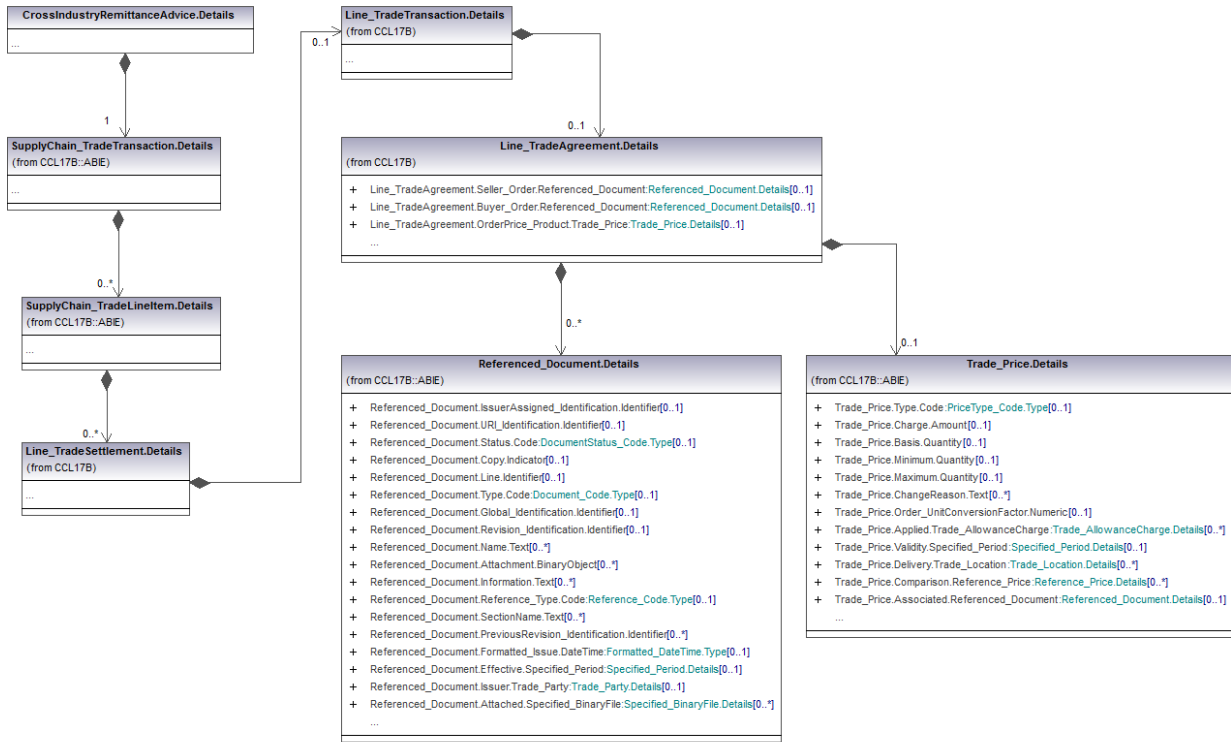 CrossIndustryRemittanceAdvice.Details
...
1
SupplyChain_TradeTransaction.Details
(from CCL17B::ABIE)
...
0..*
SupplyChain_TradeLineItem.Details
(from CCL17B::ABIE)
...
0..*
Line_TradeSettlement.Details
(from CCL17B)
...
0..1
Line_TradeTransaction.Details
(from CCL17B)
...
0..1
Line_TradeAgreement.Details
(from CCL17B)
+ Line_TradeAgreement.Seller_Order.Referenced_Document:Referenced_Document.Details[0..1]
+ Line_TradeAgreement.Buyer_Order.Referenced_Document:Referenced_Document.Details[0..1]
+ Line_TradeAgreement.OrderPrice_Product.Trade_Price:Trade_Price.Details[0..1]
...
0..*
0..1
Referenced_Document.Details
(from CCL17B::ABIE)
+ Referenced_Document.IssuerAssigned_Identification.Identifier[0..1]
+ Referenced_Document.URI_Identification.Identifier[0..1]
+ Referenced_Document.Status.Code:DocumentStatus_Code.Type[0..1]
+ Referenced_Document.Copy.Indicator[0..1]
+ Referenced_Document.Line.Identifier[0..1]
+ Referenced_Document.Type.Code:Document_Code.Type[0..1]
+ Referenced_Document.Global_Identification.Identifier[0..1]
+ Referenced_Document.Revision_Identification.Identifier[0..1]
+ Referenced_Document.Name.Text[0..*]
+ Referenced_Document.Attachment.BinaryObject[0..*]
+ Referenced_Document.Information.Text[0..*]
+ Referenced_Document.Reference_Type.Code:Reference_Code.Type[0..1]
+ Referenced_Document.SectionName.Text[0..*]
+ Referenced_Document.PreviousRevision_Identification.Identifier[0..*]
+ Referenced_Document.Formatted_Issue.DateTime:Formatted_DateTime.Type[0..1]
+ Referenced_Document.Effective.Specified_Period:Specified_Period.Details[0..1]
+ Referenced_Document.Issuer.Trade_Party:Trade_Party.Details[0..1]
+ Referenced_Document.Attached.Specified_BinaryFile:Specified_BinaryFile.Details[0..*]
...
Trade_Price.Details
(from CCL17B::ABIE)
+ Trade_Price.Type.Code:PriceType_Code.Type[0..1]
+ Trade_Price.Charge.Amount[0..1]
+ Trade_Price.Basis.Quantity[0..1]
+ Trade_Price.Minimum.Quantity[0..1]
+ Trade_Price.Maximum.Quantity[0..1]
+ Trade_Price.ChangeReason.Text[0..*]
+ Trade_Price.Order_UnitConversionFactor.Numeric[0..1]
+ Trade_Price.Applied.Trade_AllowanceCharge:Trade_AllowanceCharge.Details[0..*]
+ Trade_Price.Validity.Specified_Period:Specified_Period.Details[0..1]
+ Trade_Price.Delivery.Trade_Location:Trade_Location.Details[0..*]
+ Trade_Price.Comparison.Reference_Price:Reference_Price.Details[0..*]
+ Trade_Price.Associated.Referenced_Document:Referenced_Document.Details[0..1]
...